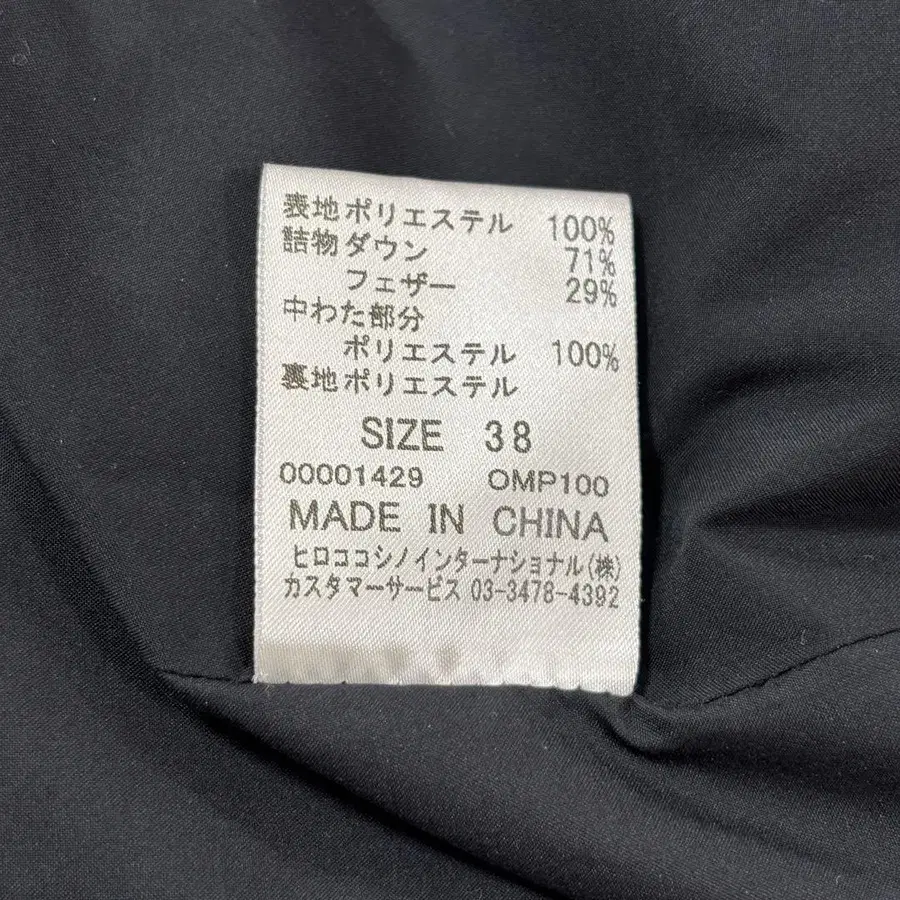 表地ポリエステル 100%
詰物ダウン 71%
フェザー 29%
中わた部分
ポリエステル 100%
裏地ポリエステル
SIZE 38
00001429 OMP100
MADE IN CHINA
ヒロココシノインターナショナル(株)
カスタマーサービス 03-3478-4392